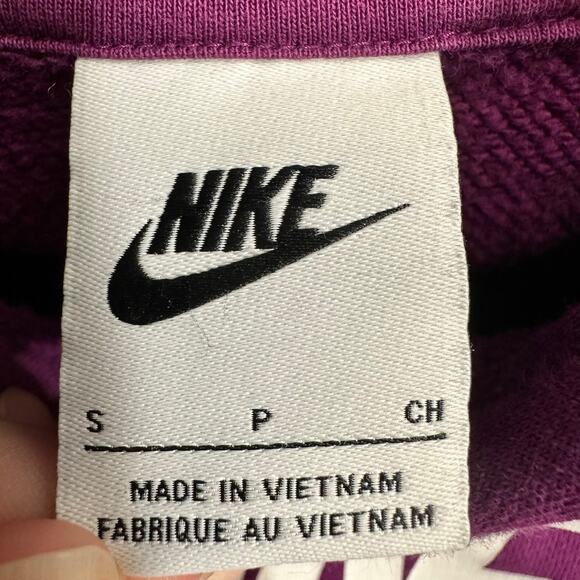 NIKE
S P CH
MADE IN VIETNAM
FABRIQUE AU VIETNAM